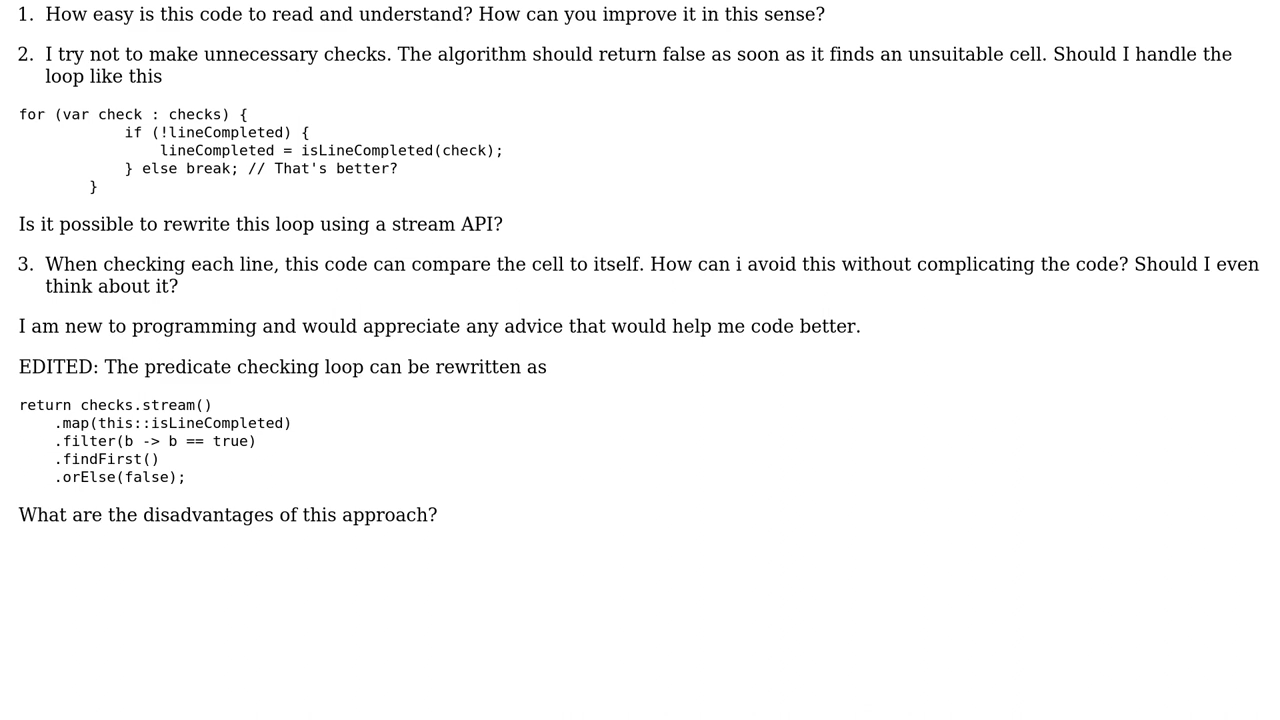 1. How easy is this code to read and understand? How can you improve it in this sense?
2. I try not to make unnecessary checks. The algorithm should return false as soon as it finds an unsuitable cell. Should I handle the
loop like this
for (var check : checks) {
            if (!lineCompleted) {
                lineCompleted = isLineCompleted(check);
            } else break; // That's better?
        }
Is it possible to rewrite this loop using a stream API?
3. When checking each line, this code can compare the cell to itself. How can i avoid this without complicating the code? Should I even
think about it?
I am new to programming and would appreciate any advice that would help me code better.
EDITED: The predicate checking loop can be rewritten as
return checks.stream()
    .map(this::isLineCompleted)
    .filter(b -> b == true)
    .findFirst()
    .orElse(false);
What are the disadvantages of this approach?